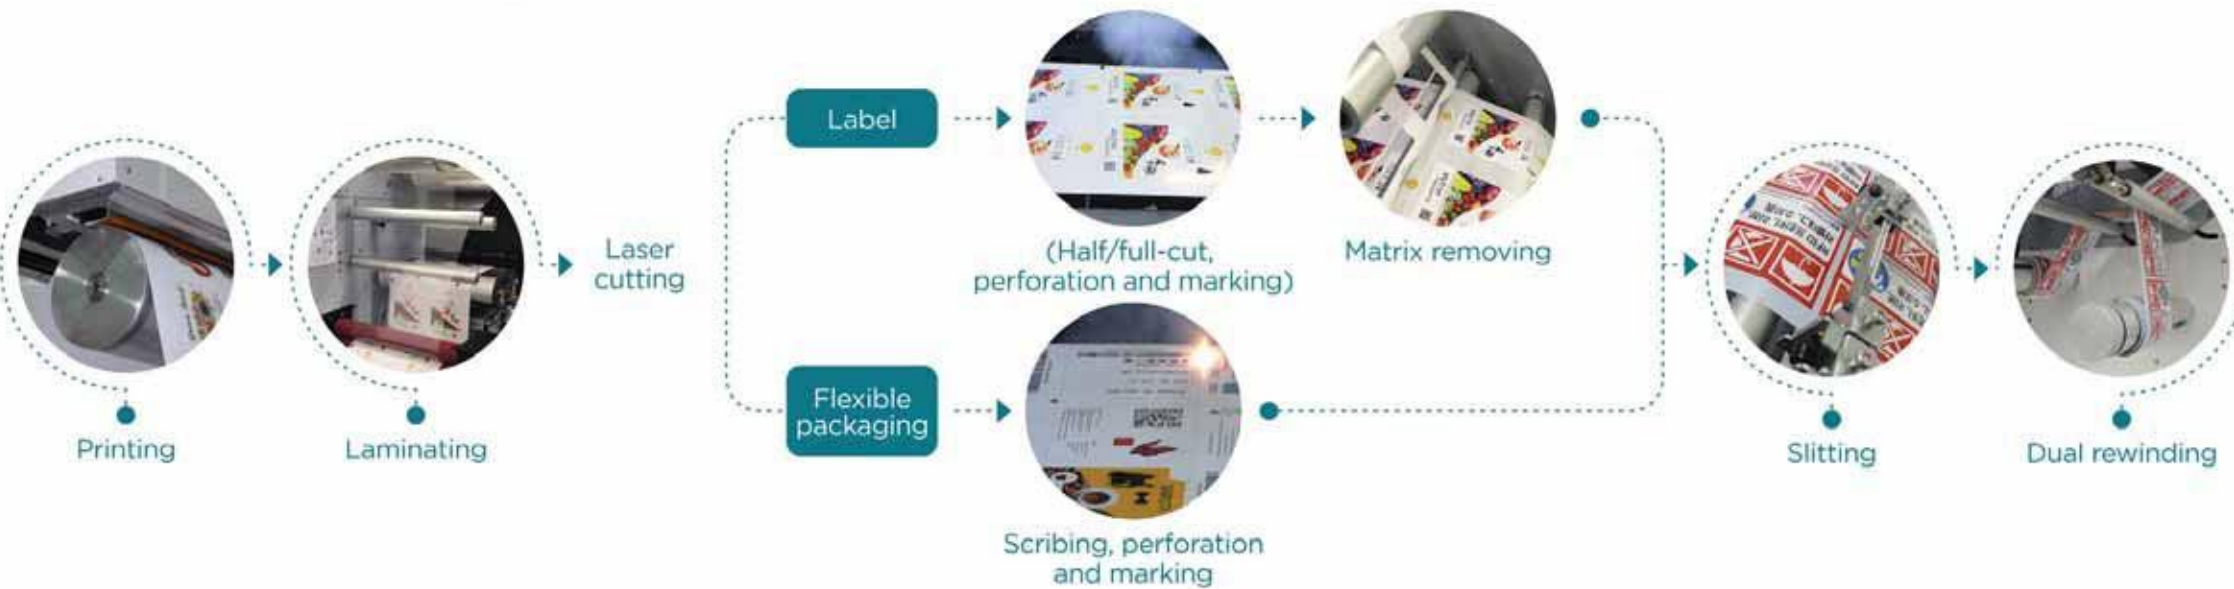 Printing
Laminating
Laser
cutting
Label
(Half/full-cut,
perforation and marking)
Matrix removing
Flexible
packaging
Scribing, perforation
and marking
Slitting
Dual rewinding